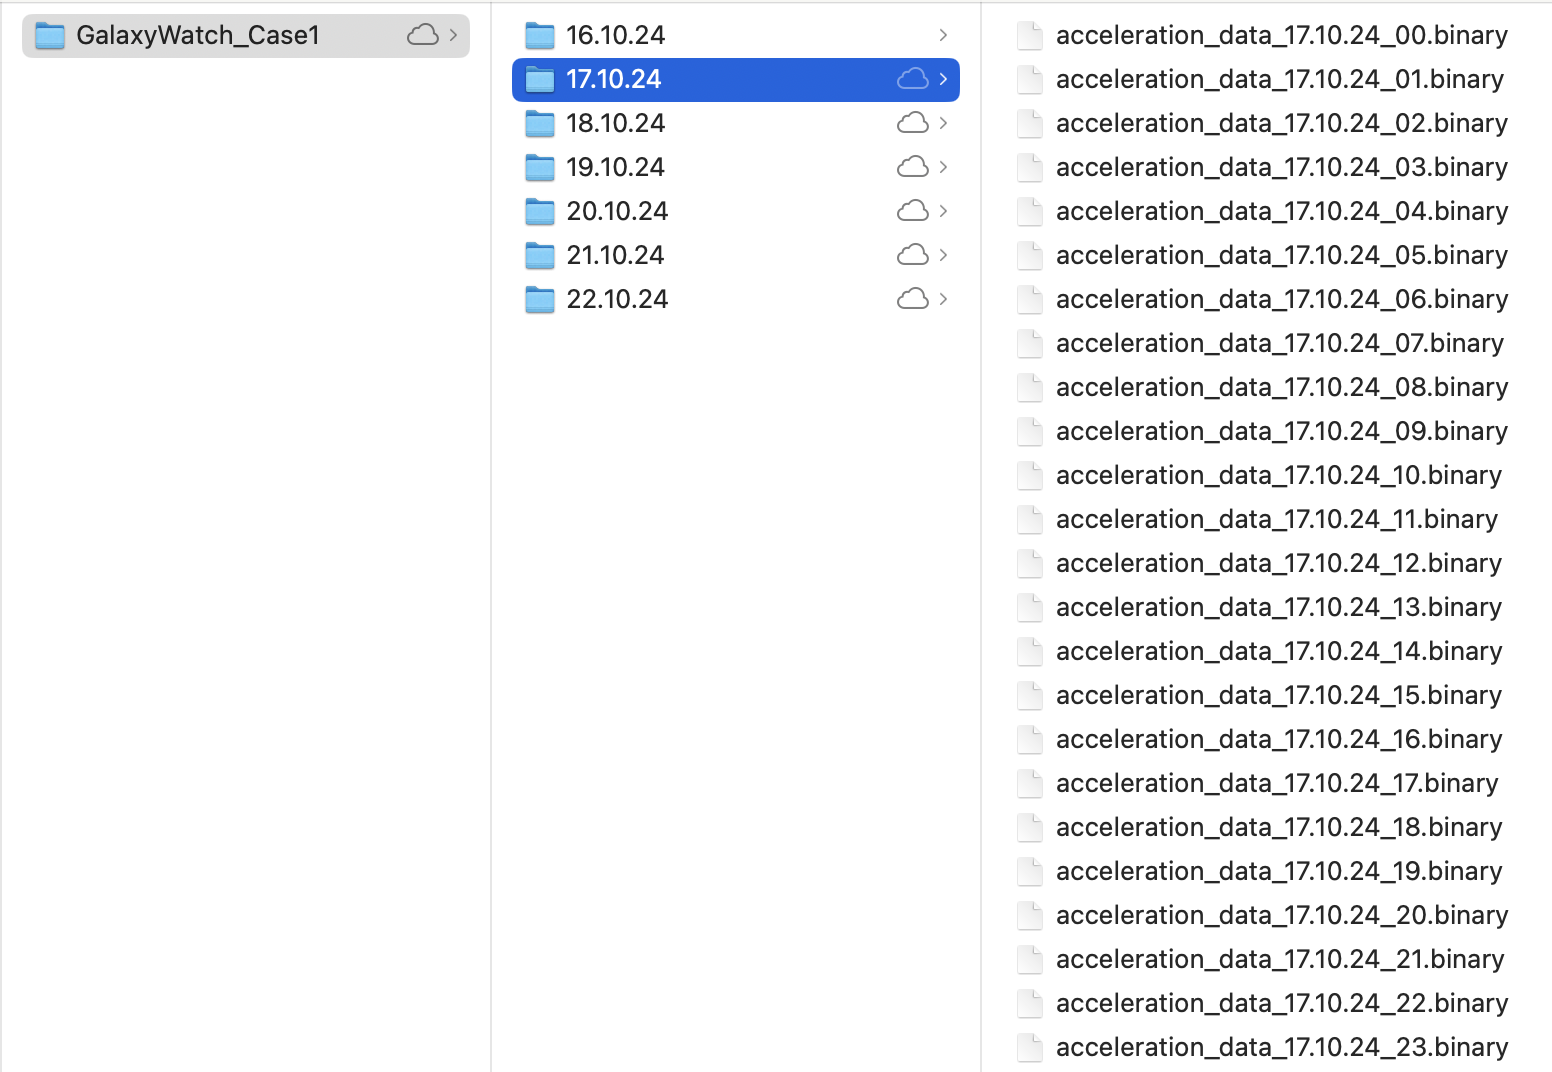 GalaxyWatch_Case1
16.10.24
17.10.24
18.10.24
19.10.24
20.10.24
21.10.24
22.10.24
acceleration_data_17.10.24_00.binary
acceleration_data_17.10.24_01.binary
acceleration_data_17.10.24_02.binary
acceleration_data_17.10.24_03.binary
acceleration_data_17.10.24_04.binary
acceleration_data_17.10.24_05.binary
acceleration_data_17.10.24_06.binary
acceleration_data_17.10.24_07.binary
acceleration_data_17.10.24_08.binary
acceleration_data_17.10.24_09.binary
acceleration_data_17.10.24_10.binary
acceleration_data_17.10.24_11.binary
acceleration_data_17.10.24_12.binary
acceleration_data_17.10.24_13.binary
acceleration_data_17.10.24_14.binary
acceleration_data_17.10.24_15.binary
acceleration_data_17.10.24_16.binary
acceleration_data_17.10.24_17.binary
acceleration_data_17.10.24_18.binary
acceleration_data_17.10.24_19.binary
acceleration_data_17.10.24_20.binary
acceleration_data_17.10.24_21.binary
acceleration_data_17.10.24_22.binary
acceleration_data_17.10.24_23.binary